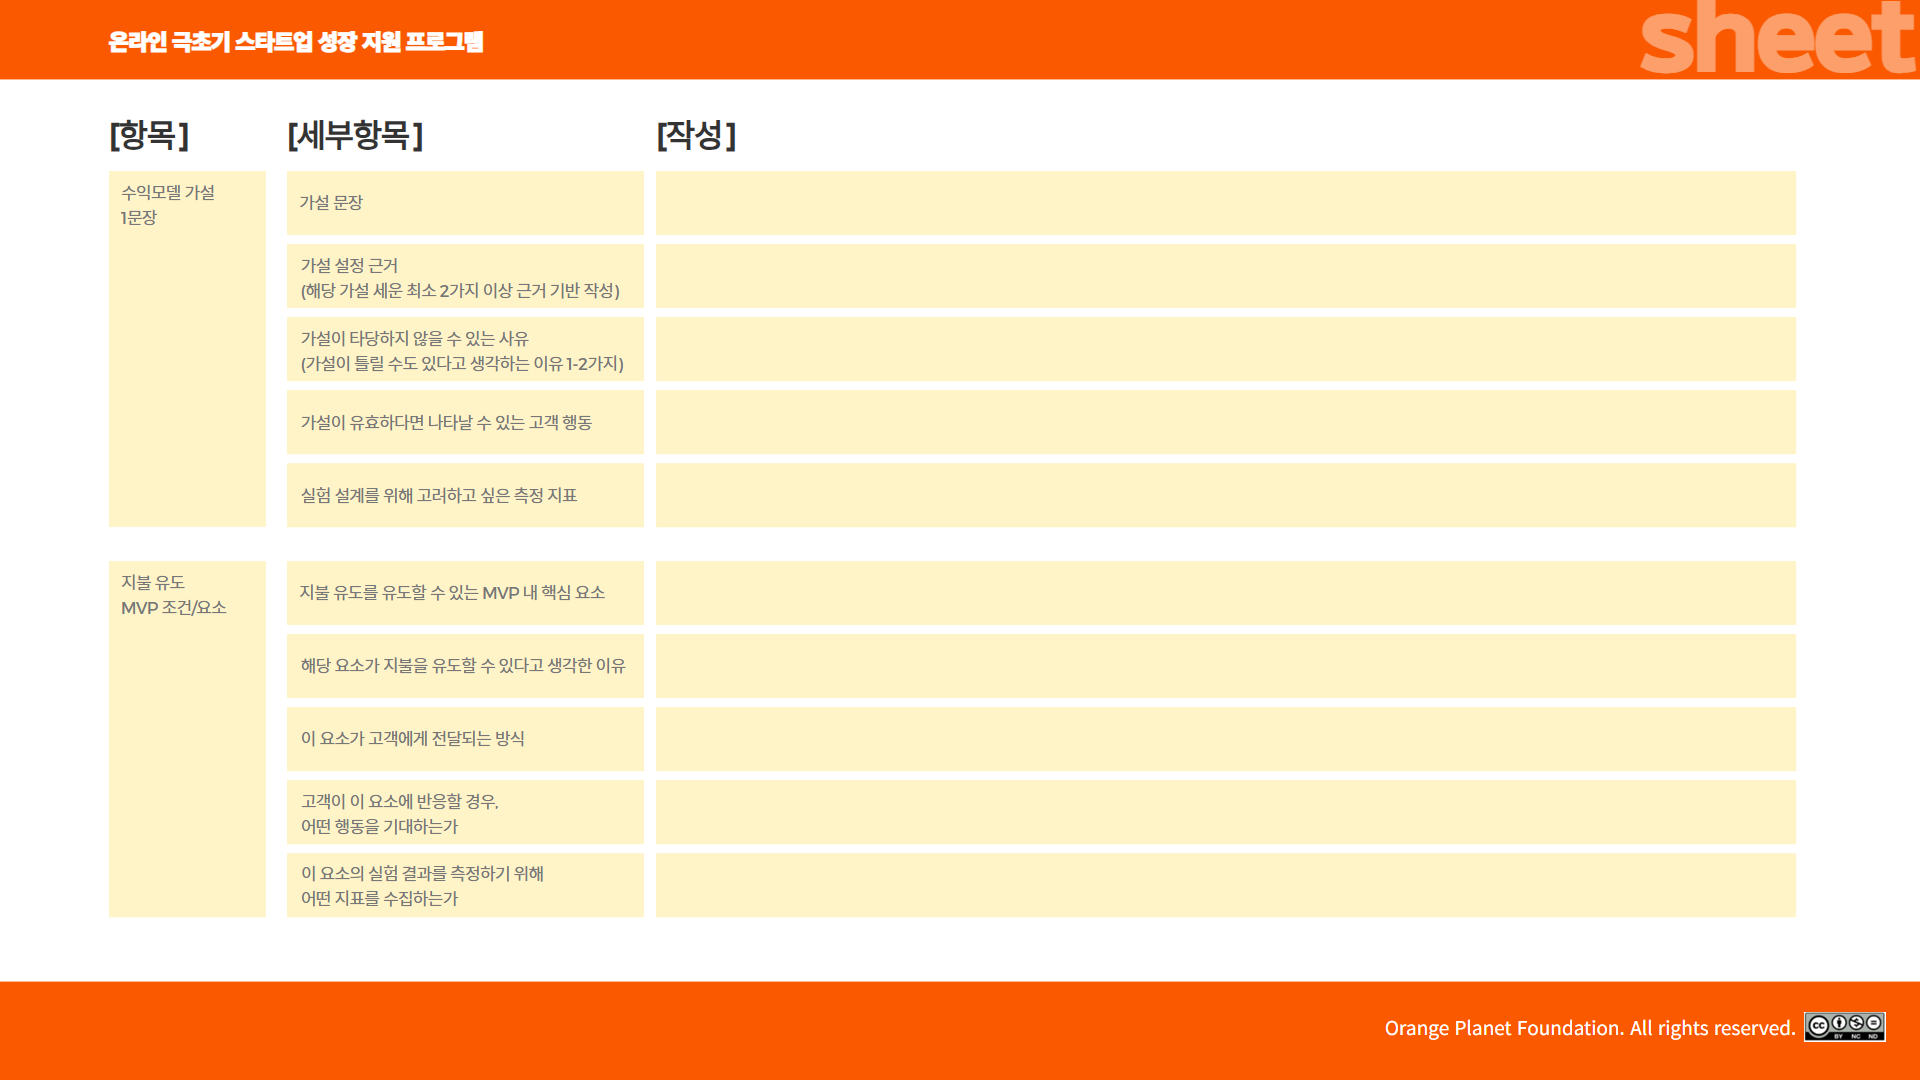 온라인 극초기 스타트업 성장 지원 프로그램
sheet
[항목]
[세부항목]
[작성]
수익모델 가설
1문장
가설 문장
가설 설정 근거
(해당 가설 세운 최소 2가지 이상 근거 기반 작성)
가설이 타당하지 않을 수 있는 사유
(가설이 틀릴 수도 있다고 생각하는 이유 1-2가지)
가설이 유효하다면 나타날 수 있는 고객 행동
실험 설계를 위해 고려하고 싶은 측정 지표
지불 유도
MVP 조건/요소
지불 유도를 유도할 수 있는 MVP 내 핵심 요소
해당 요소가 지불을 유도할 수 있다고 생각한 이유
이 요소가 고객에게 전달되는 방식
고객이 이 요소에 반응할 경우,
어떤 행동을 기대하는가
이 요소의 실험 결과를 측정하기 위해
어떤 지표를 수집하는가
Orange Planet Foundation. All rights reserved.
cc
BY NC ND